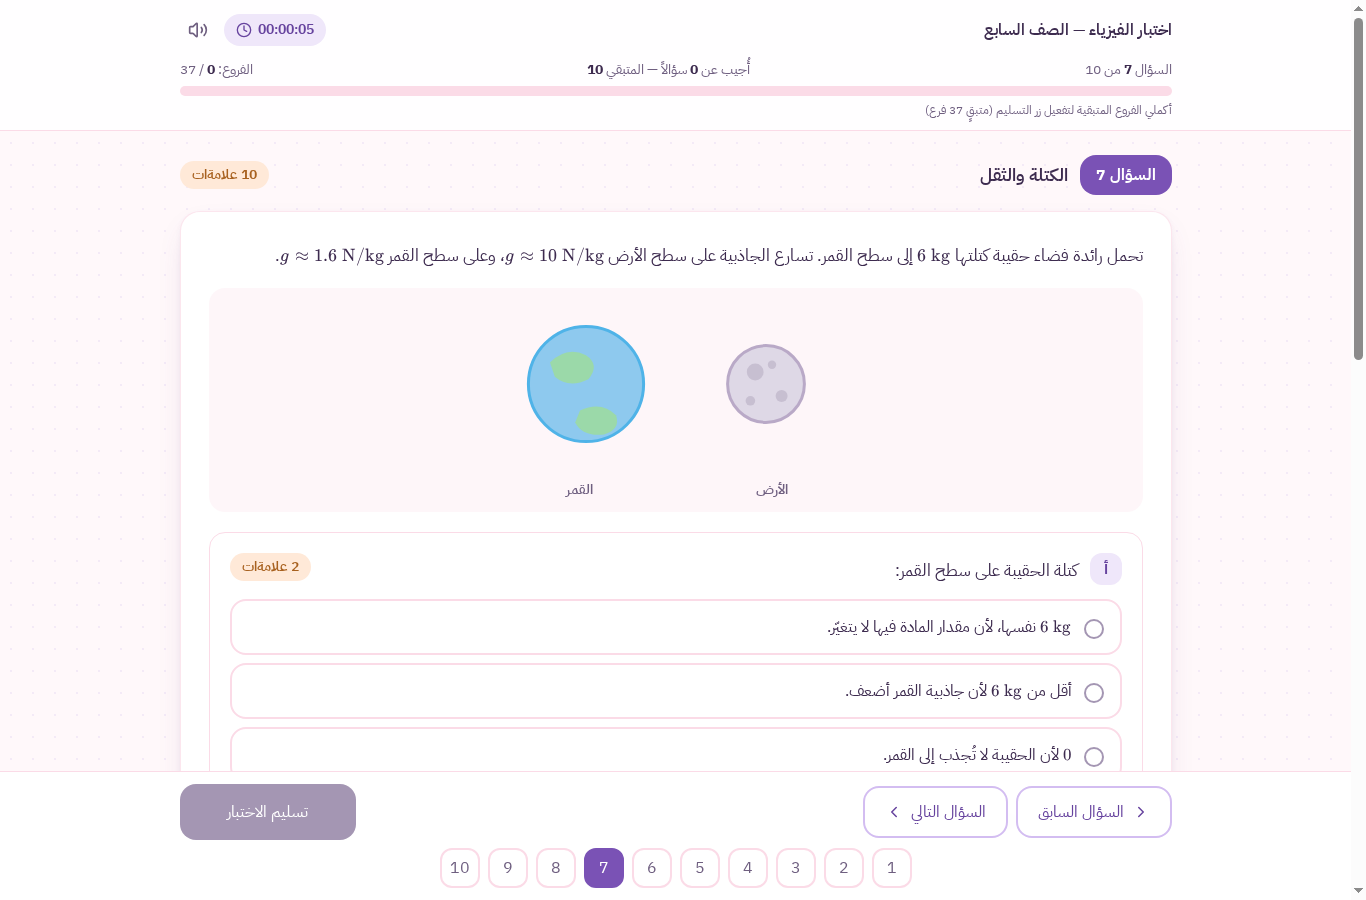 اختبار الفيزياء — الصف السابع
00:00:05
السؤال 7 من 10
أُجيب عن 0 سؤالاً — المتبقي 10
الفروع: 0 / 37
أكملي الفروع المتبقية لتفعيل زر التسليم (متبقٍ 37 فرع)
السؤال 7
الكتلة والثقل
10 علامات
تحمل رائدة فضاء حقيبة كتلتها 6 kg إلى سطح القمر. تسارع الجاذبية على سطح الأرض g ≈ 10 N/kg، وعلى سطح القمر g ≈ 1.6 N/kg.
الأرض
القمر
أ
كتلة الحقيبة على سطح القمر:
2 علامات
6 kg نفسها، لأن مقدار المادة فيها لا يتغيّر.
أقل من 6 kg لأن جاذبية القمر أضعف.
0 لأن الحقيبة لا تُجذب إلى القمر.
السؤال السابق
السؤال التالي
تسليم الاختبار
1 2 3 4 5 6 7 8 9 10